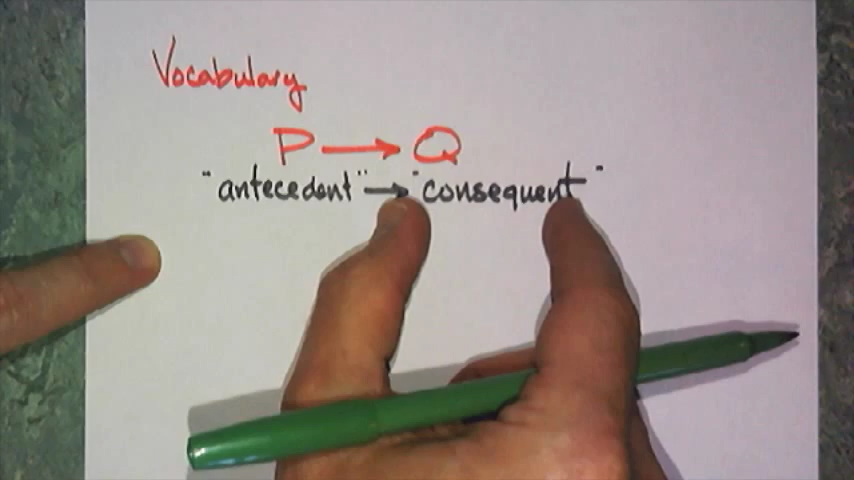 Vocabulary
P → Q
"antecedent" → "consequent"